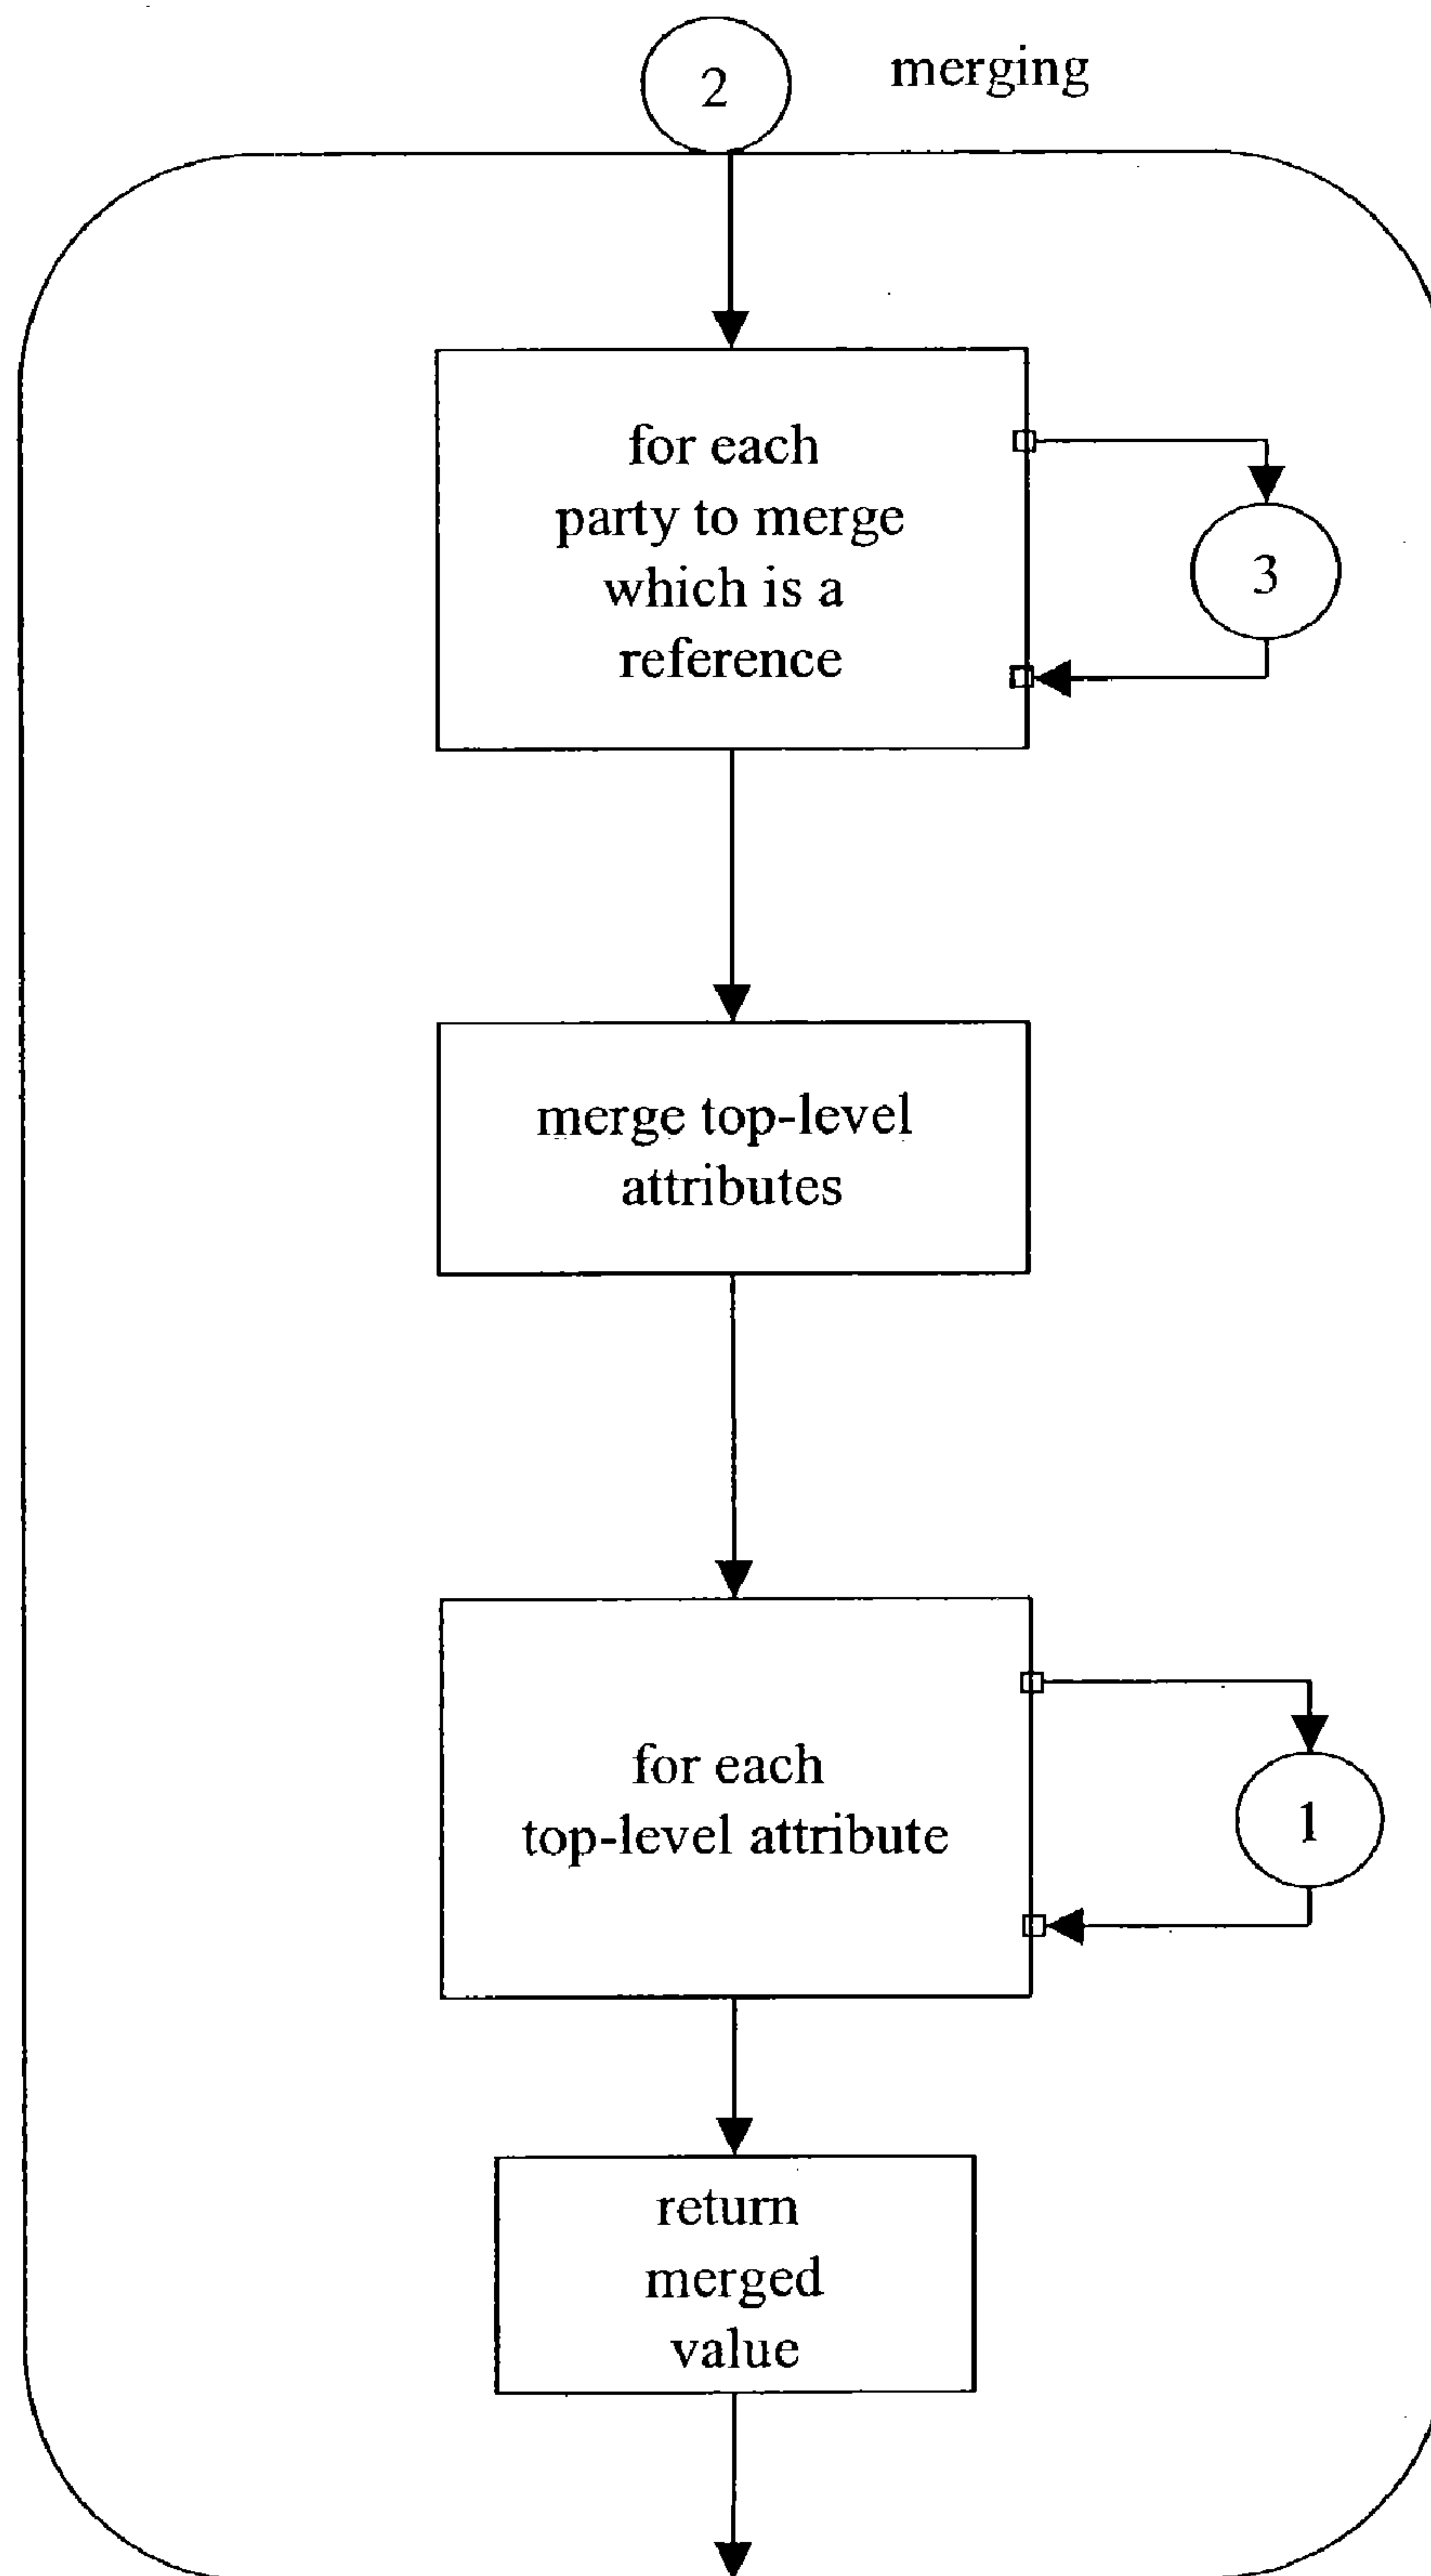 2
merging
for each
party to merge
which is a
reference
3
merge top-level
attributes
for each
top-level attribute
1
return
merged
value